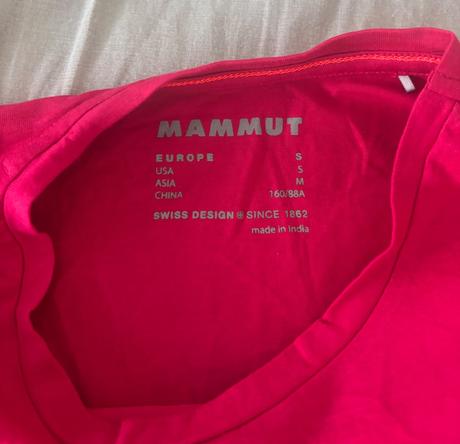 MAMMUT
EUROPE S
USA S
ASIA M
CHINA 160/88A
SWISS DESIGN SINCE 1862
made in India